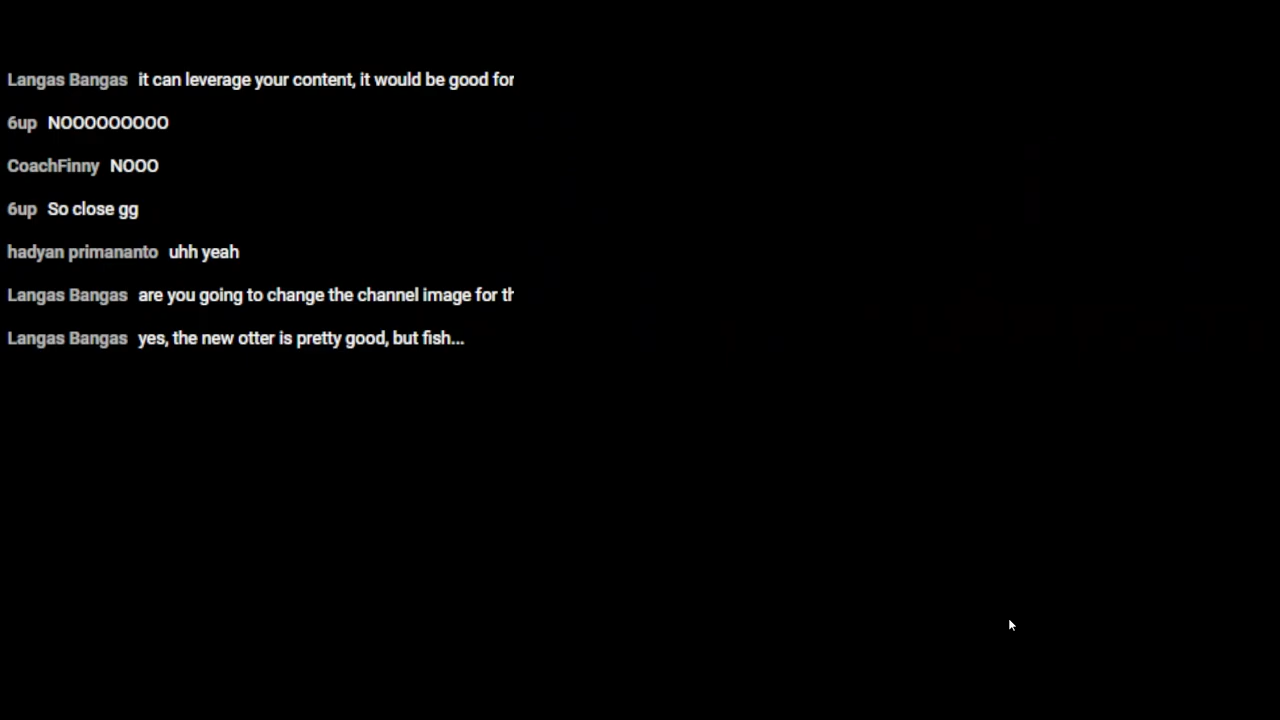 Langas Bangas it can leverage your content, it would be good for
6up NOOOOOOOOO
CoachFinny NOOO
6up So close gg
hadyan primananto uhh yeah
Langas Bangas are you going to change the channel image for
Langas Bangas yes, the new otter is pretty good, but fish...